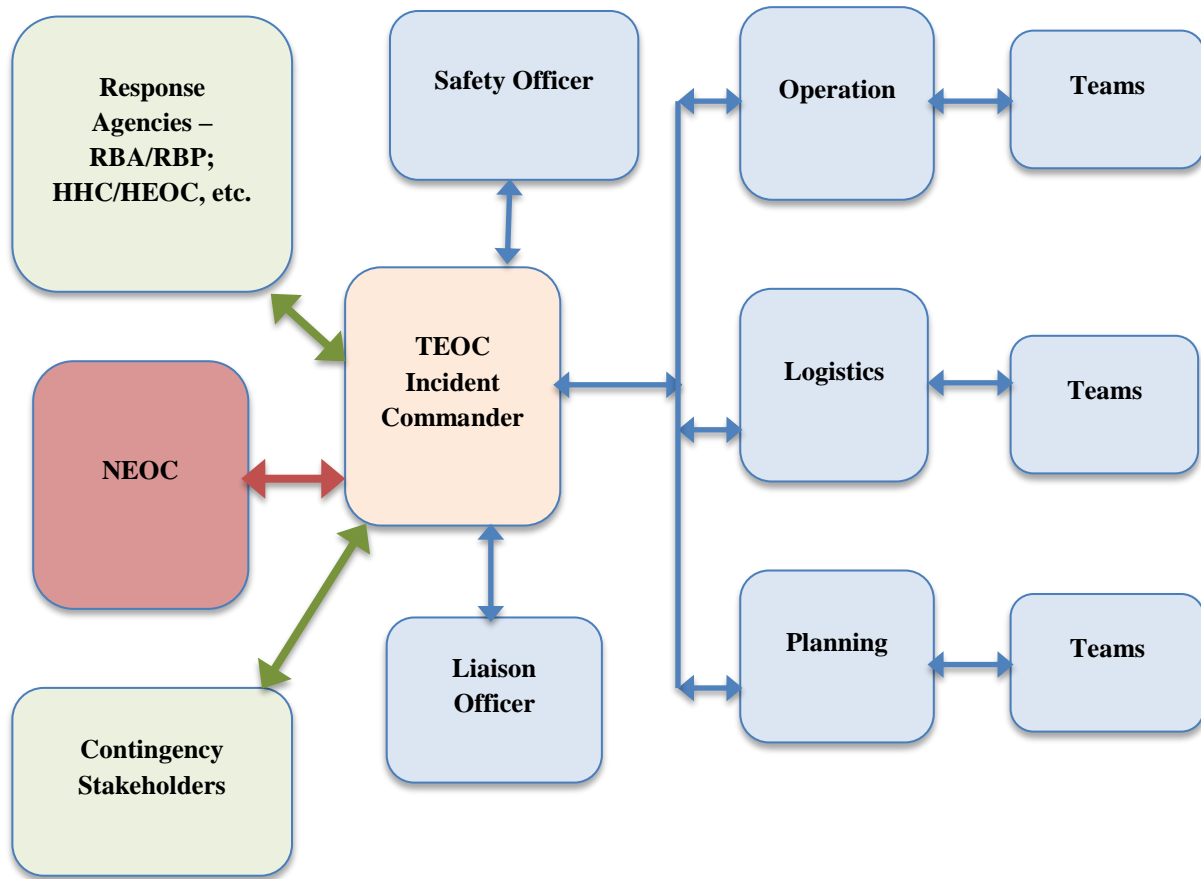 Response
Agencies –
RBA/RBP;
HHC/HEOC, etc.
Safety Officer
Operation
Teams
TEOC
Incident
Commander
Logistics
Teams
NEOC
Liaison
Officer
Planning
Teams
Contingency
Stakeholders